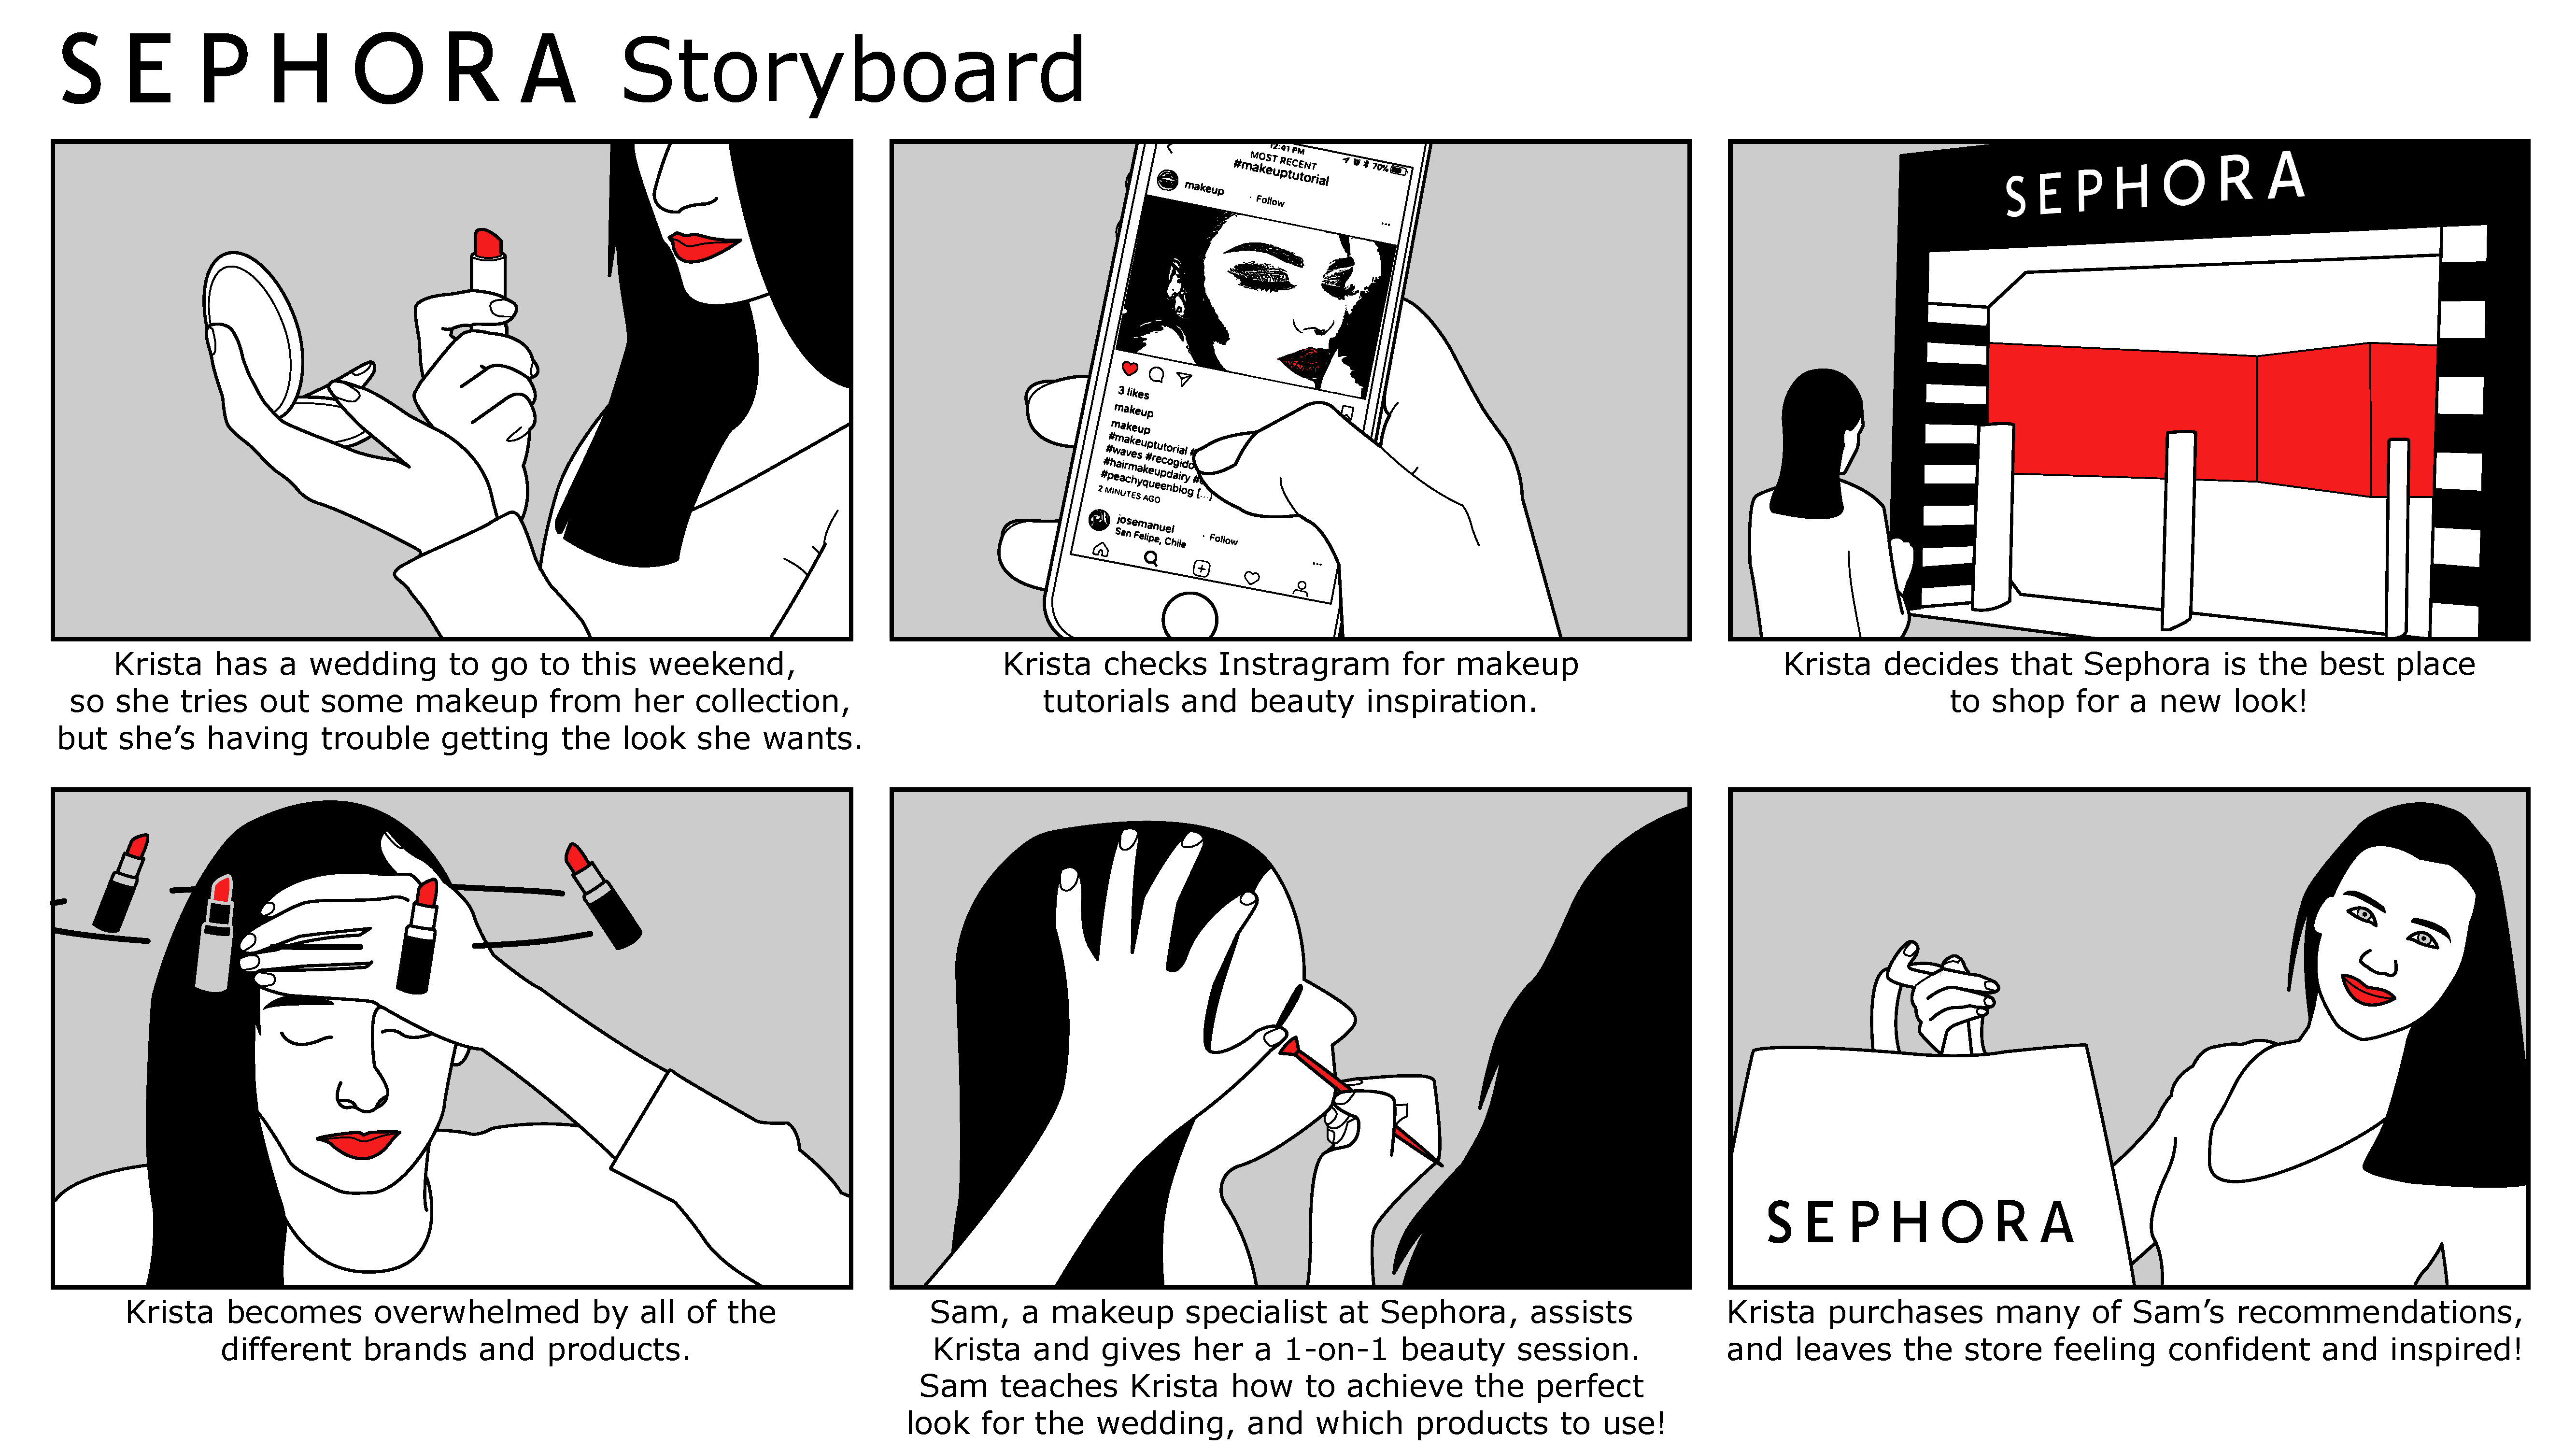 SEPHORA Storyboard
12:41 PM
70%
MOST RECENT
#makeuptutorial
makeup
· Follow
3 likes
makeup
makeup
#makeuptutorial
#waves #recogido
#hairmakeupdairy
#peachyqueenblog [...]
2 MINUTES AGO
josemanuel
San Felipe, Chile
· Follow
SEPHORA
Krista has a wedding to go to this weekend,
so she tries out some makeup from her collection,
but she’s having trouble getting the look she wants.
Krista checks Instragram for makeup
tutorials and beauty inspiration.
Krista decides that Sephora is the best place
to shop for a new look!
SEPHORA
Krista becomes overwhelmed by all of the
different brands and products.
Sam, a makeup specialist at Sephora, assists
Krista and gives her a 1-on-1 beauty session.
Sam teaches Krista how to achieve the perfect
look for the wedding, and which products to use!
Krista purchases many of Sam’s recommendations,
and leaves the store feeling confident and inspired!